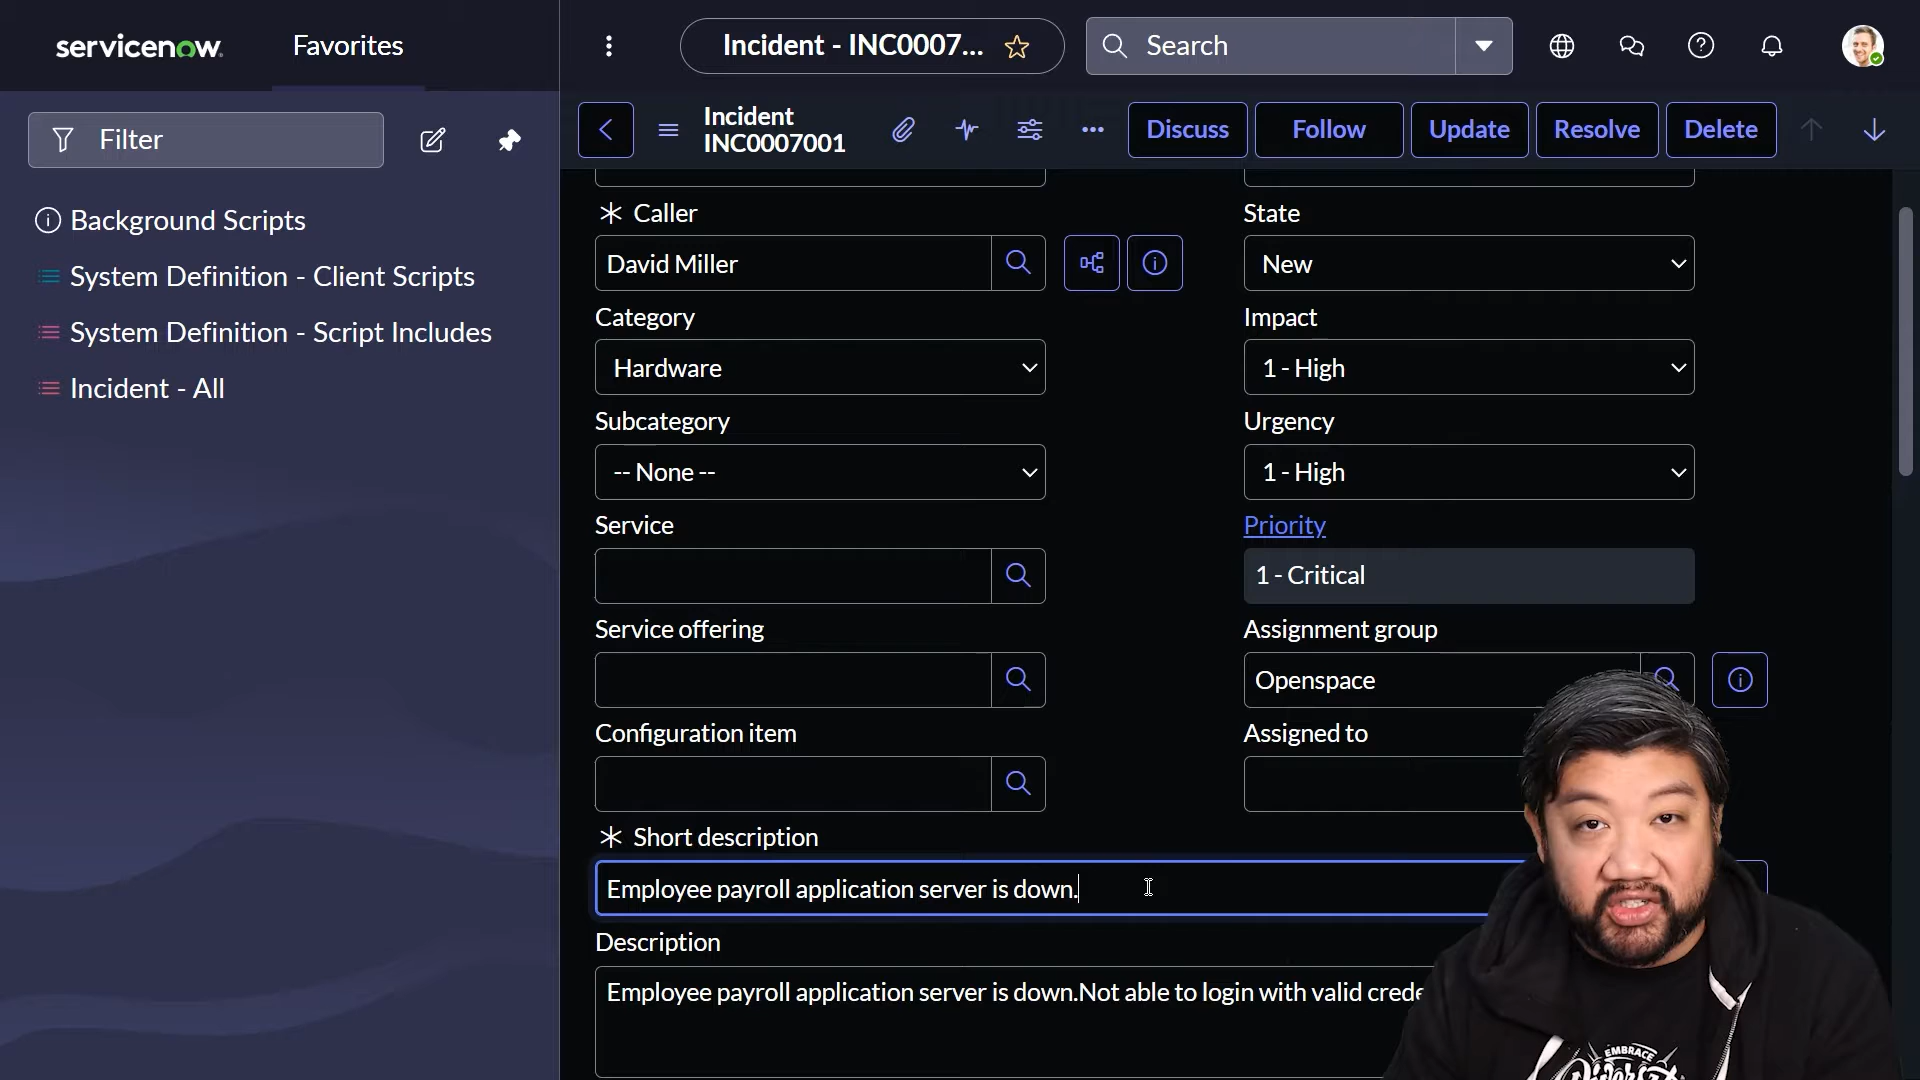 servicenow.
Favorites
Incident - INC0007...
Search
Filter
Incident
INC0007001
Discuss
Follow
Update
Resolve
Delete
Background Scripts
System Definition - Client Scripts
System Definition - Script Includes
Incident - All
Caller
David Miller
State
New
Category
Hardware
Impact
1 - High
Subcategory
-- None --
Urgency
1 - High
Service
Priority
1 - Critical
Service offering
Assignment group
Openspace
Configuration item
Assigned to
Short description
Employee payroll application server is down.
Description
Employee payroll application server is down.Not able to login with valid crede
EMBRACE